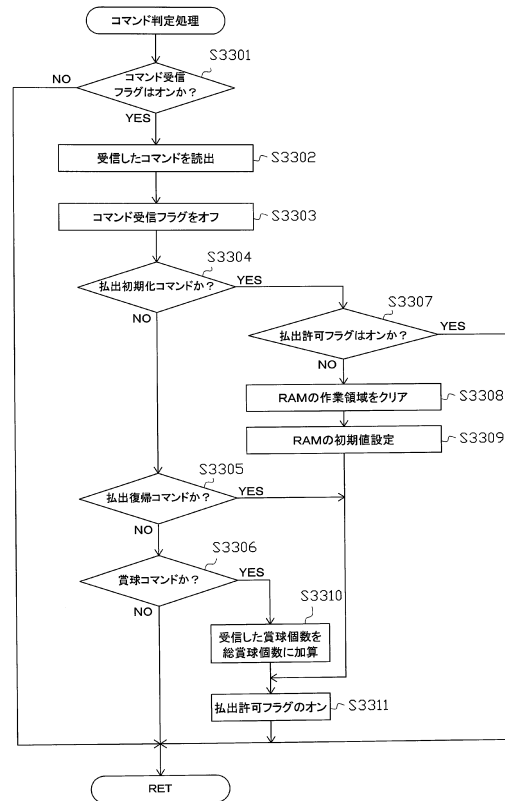 コマンド判定処理
S3301
コマンド受信
フラグはオンか？
NO
YES
受信したコマンドを読出
S3302
コマンド受信フラグをオフ
S3303
S3304
払出初期化コマンドか？
YES
NO
S3307
払出許可フラグはオンか？
YES
NO
RAMの作業領域をクリア
S3308
RAMの初期値設定
S3309
S3305
払出復帰コマンドか？
YES
NO
S3306
賞球コマンドか？
YES
NO
S3310
受信した賞球個数を
総賞球個数に加算
払出許可フラグのオン
S3311
RET